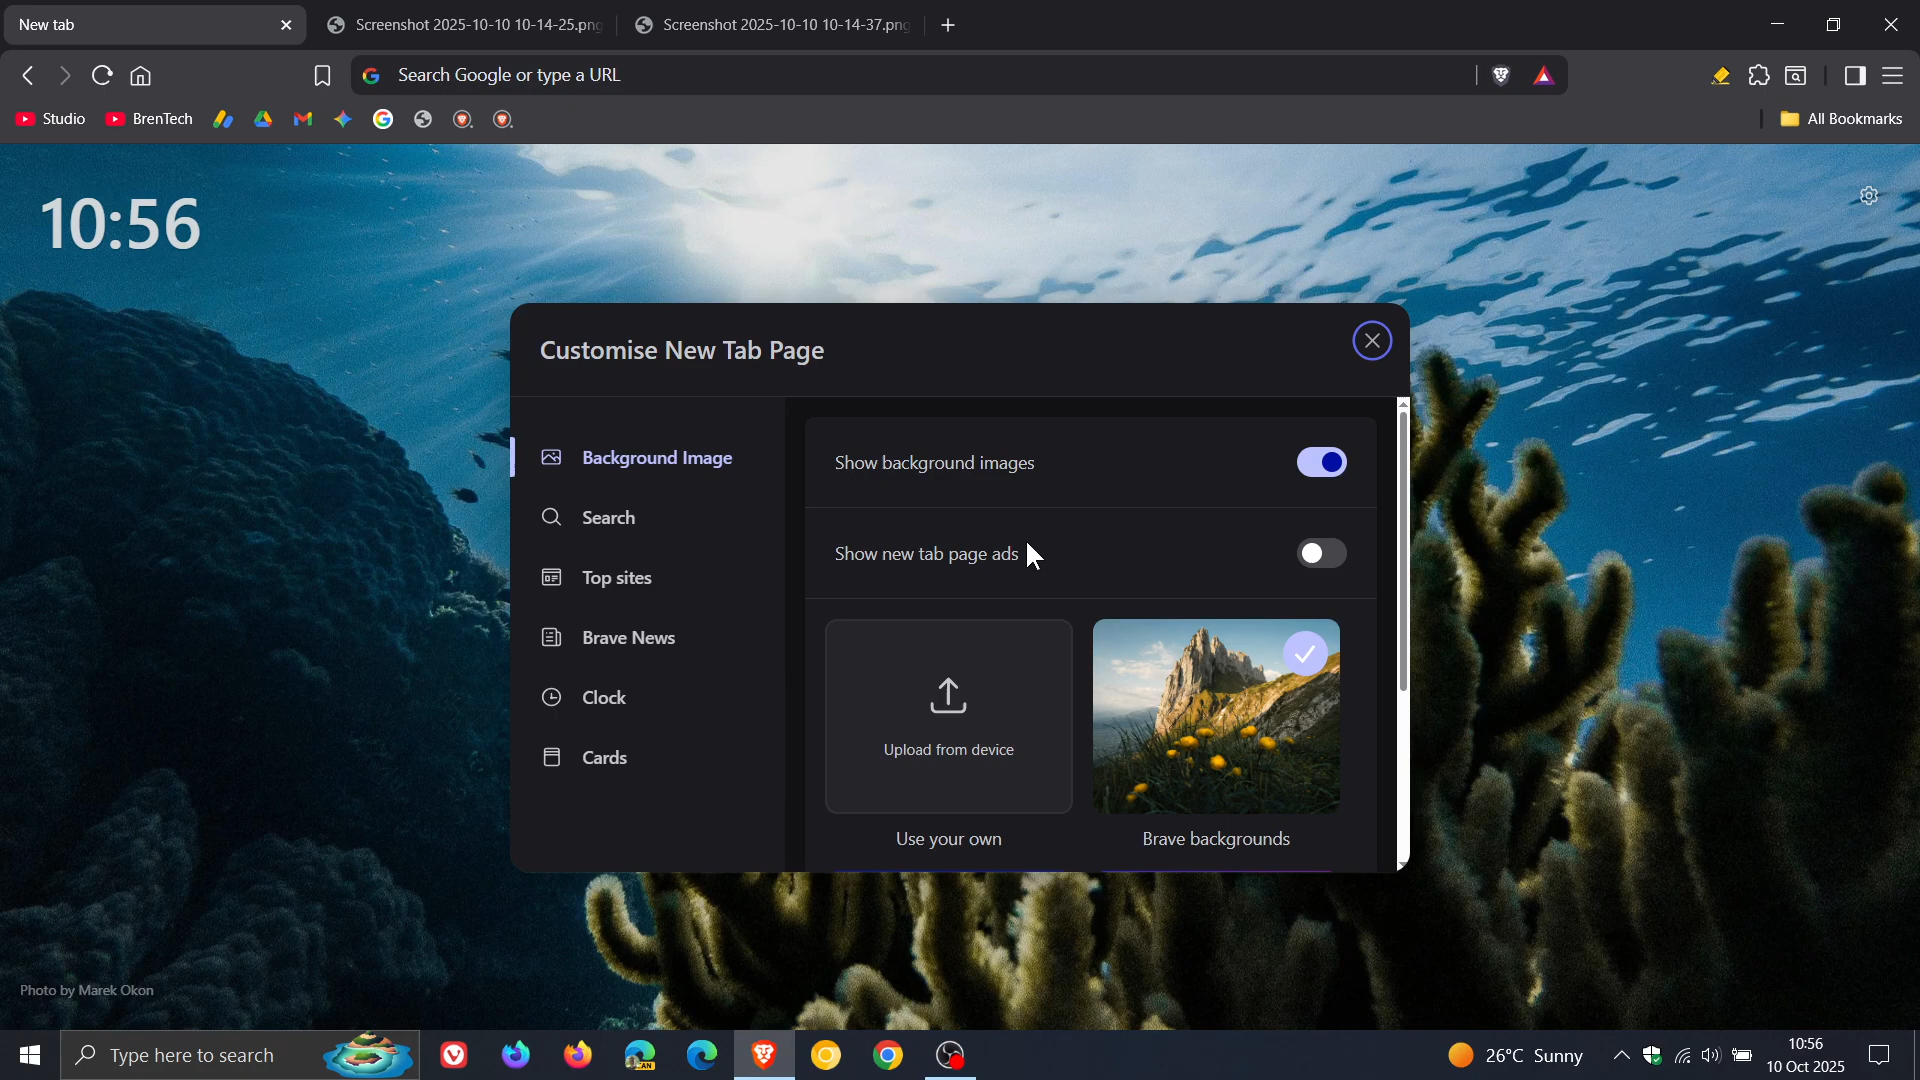 New tab
Screenshot 2025-10-10 10-14-25.png
Screenshot 2025-10-10 10-14-37.png
Search Google or type a URL
Studio
BrenTech
All Bookmarks
10:56
Customise New Tab Page
Background Image
Search
Top sites
Brave News
Clock
Cards
Show background images
Show new tab page ads
Upload from device
Use your own
Brave backgrounds
Photo by Marek Okon
Type here to search
26°C Sunny
10:56
10 Oct 2025